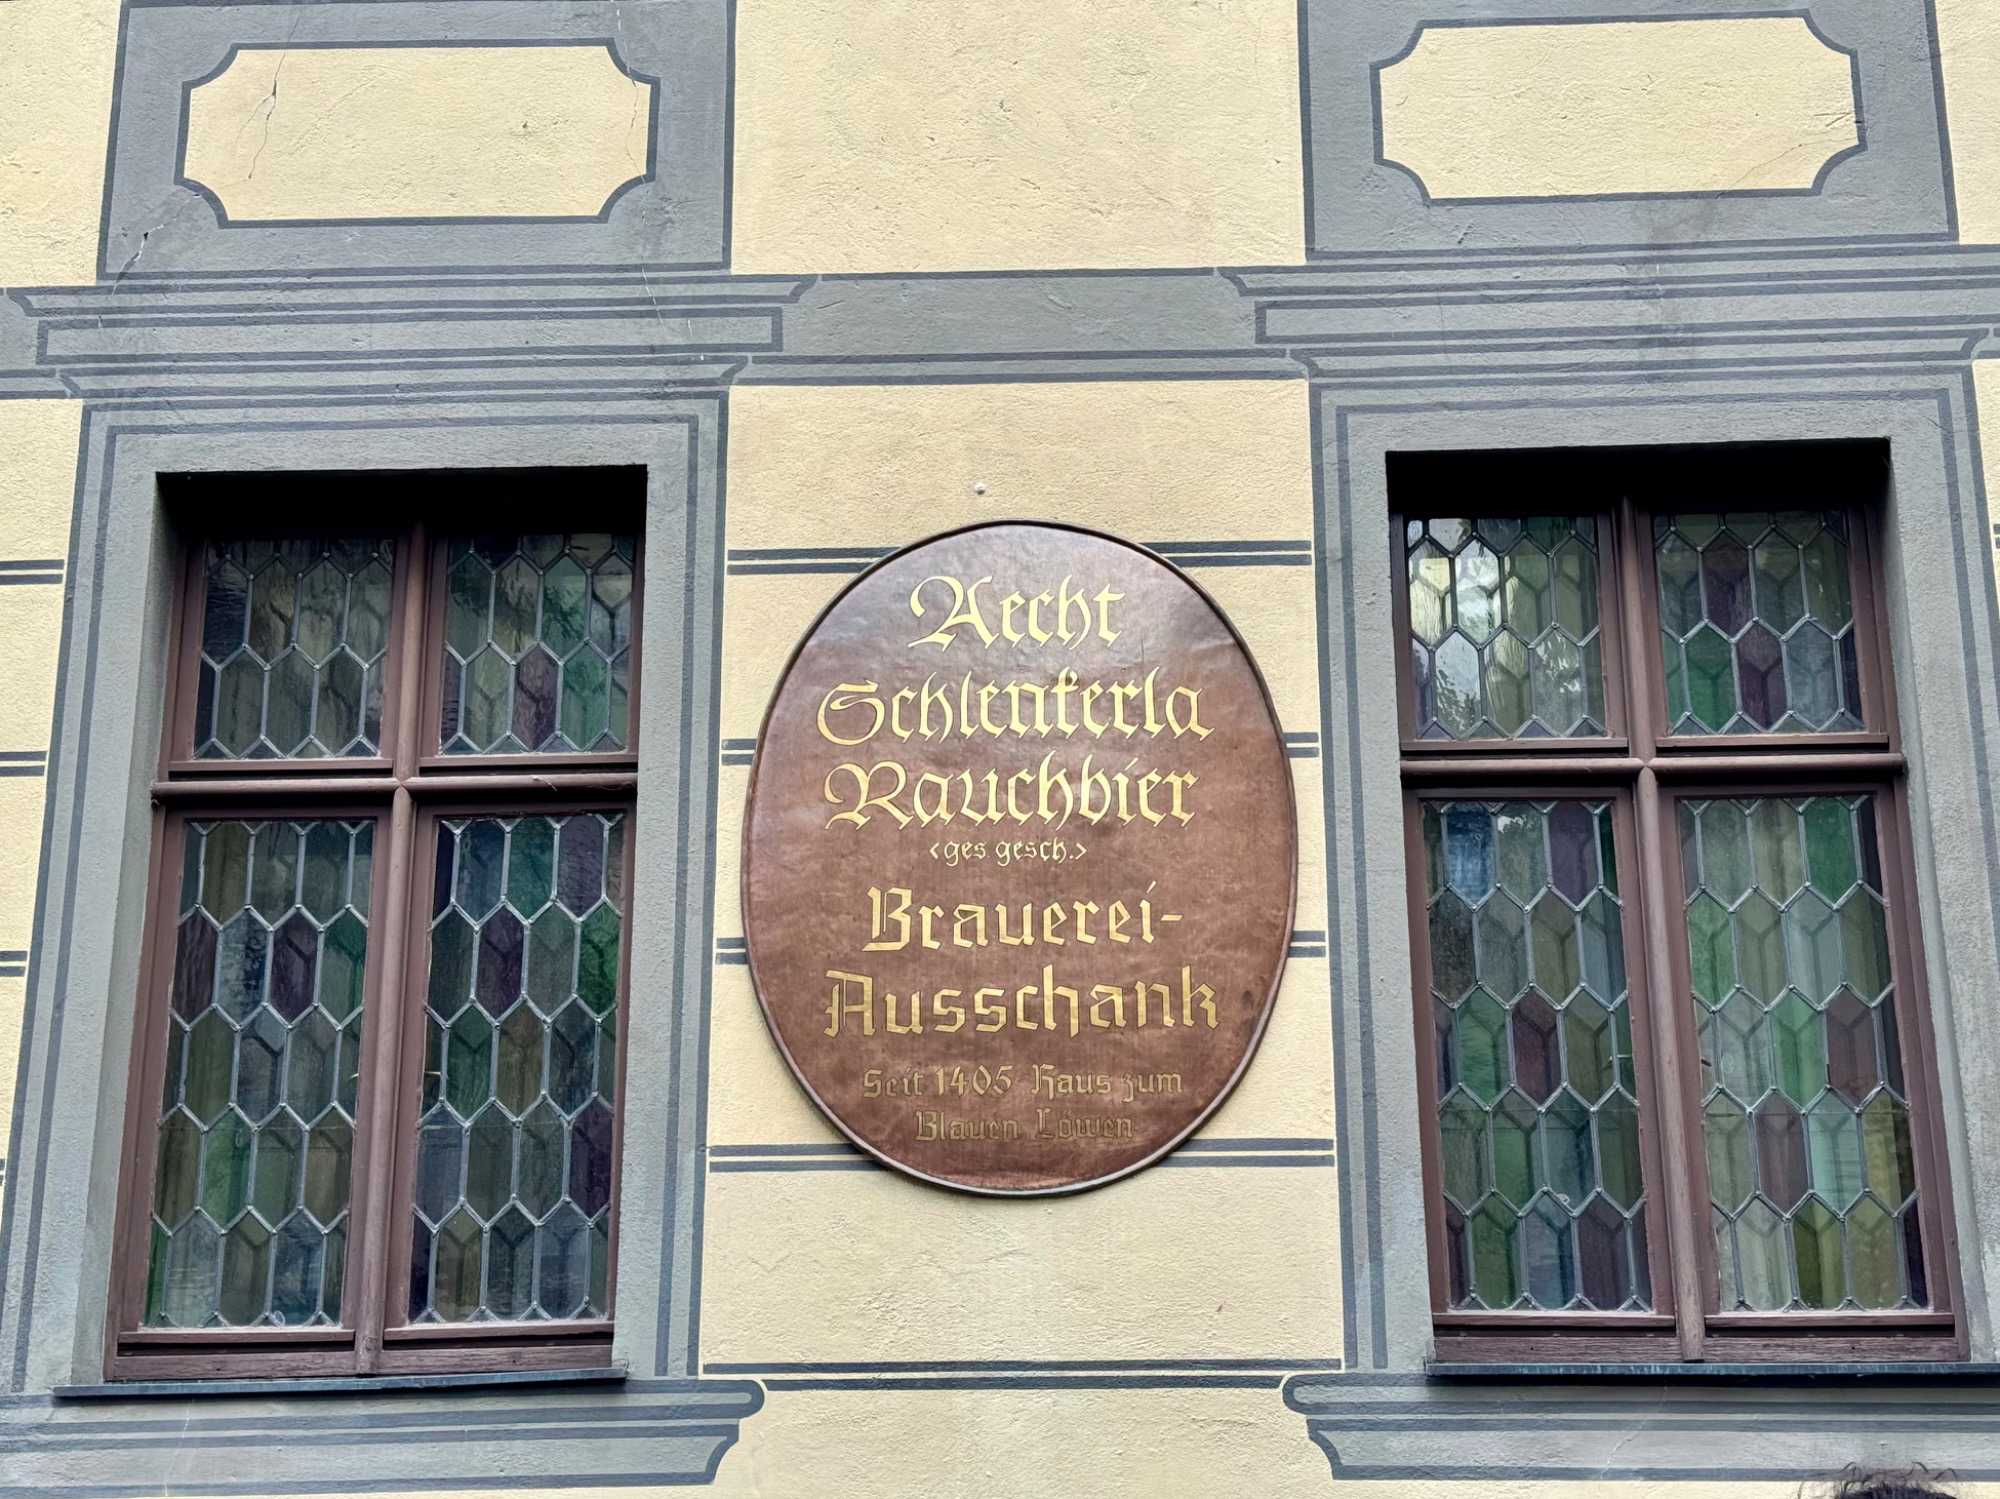 Aecht
Schlenkerla
Rauchbier
<ges. gesch.>
Brauerei-
Ausschank
Seit 1405 Haus zum
Blauen Löwen